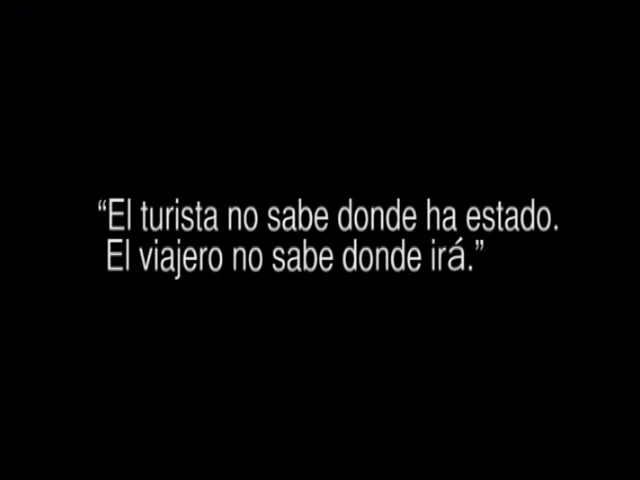 “El turista no sabe donde ha estado.
El viajero no sabe donde irá.”